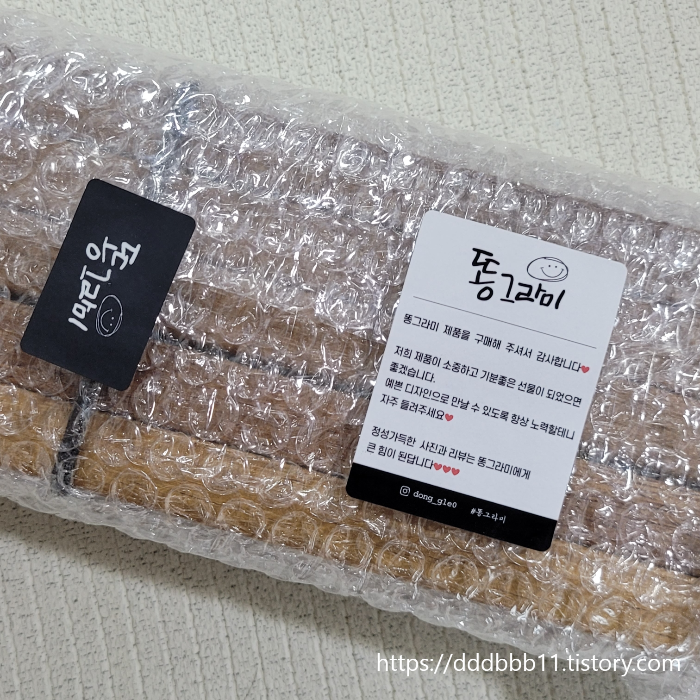 똥그라미
똥그라미 제품을 구매해 주셔서 감사합니다♥
저희 제품이 소중하고 기분좋은 선물이 되었으면
좋겠습니다.
예쁜 디자인으로 만날 수 있도록 항상 노력할테니
자주 들려주세요♥
정성가득한 사진과 리뷰는 똥그라미에게
큰 힘이 된답니다♥♥♥
dong_gle0
#똥그라미
https://dddbbb11.tistory.com